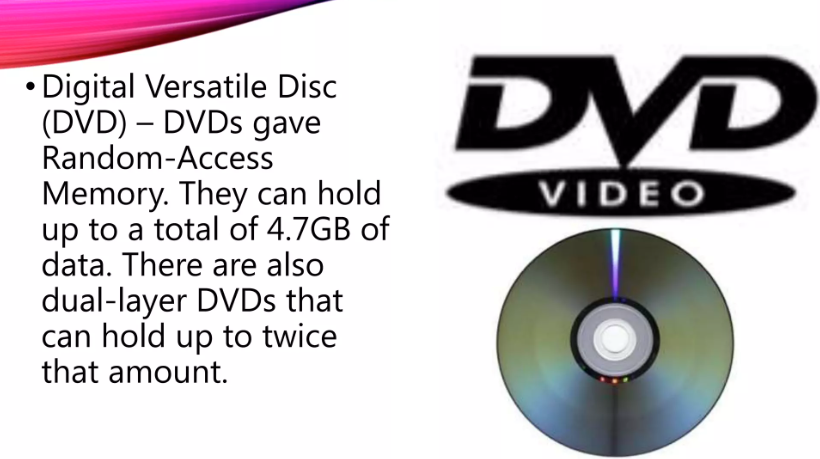 • Digital Versatile Disc
(DVD) – DVDs gave
Random-Access
Memory. They can hold
up to a total of 4.7GB of
data. There are also
dual-layer DVDs that
can hold up to twice
that amount.
DVD
VIDEO